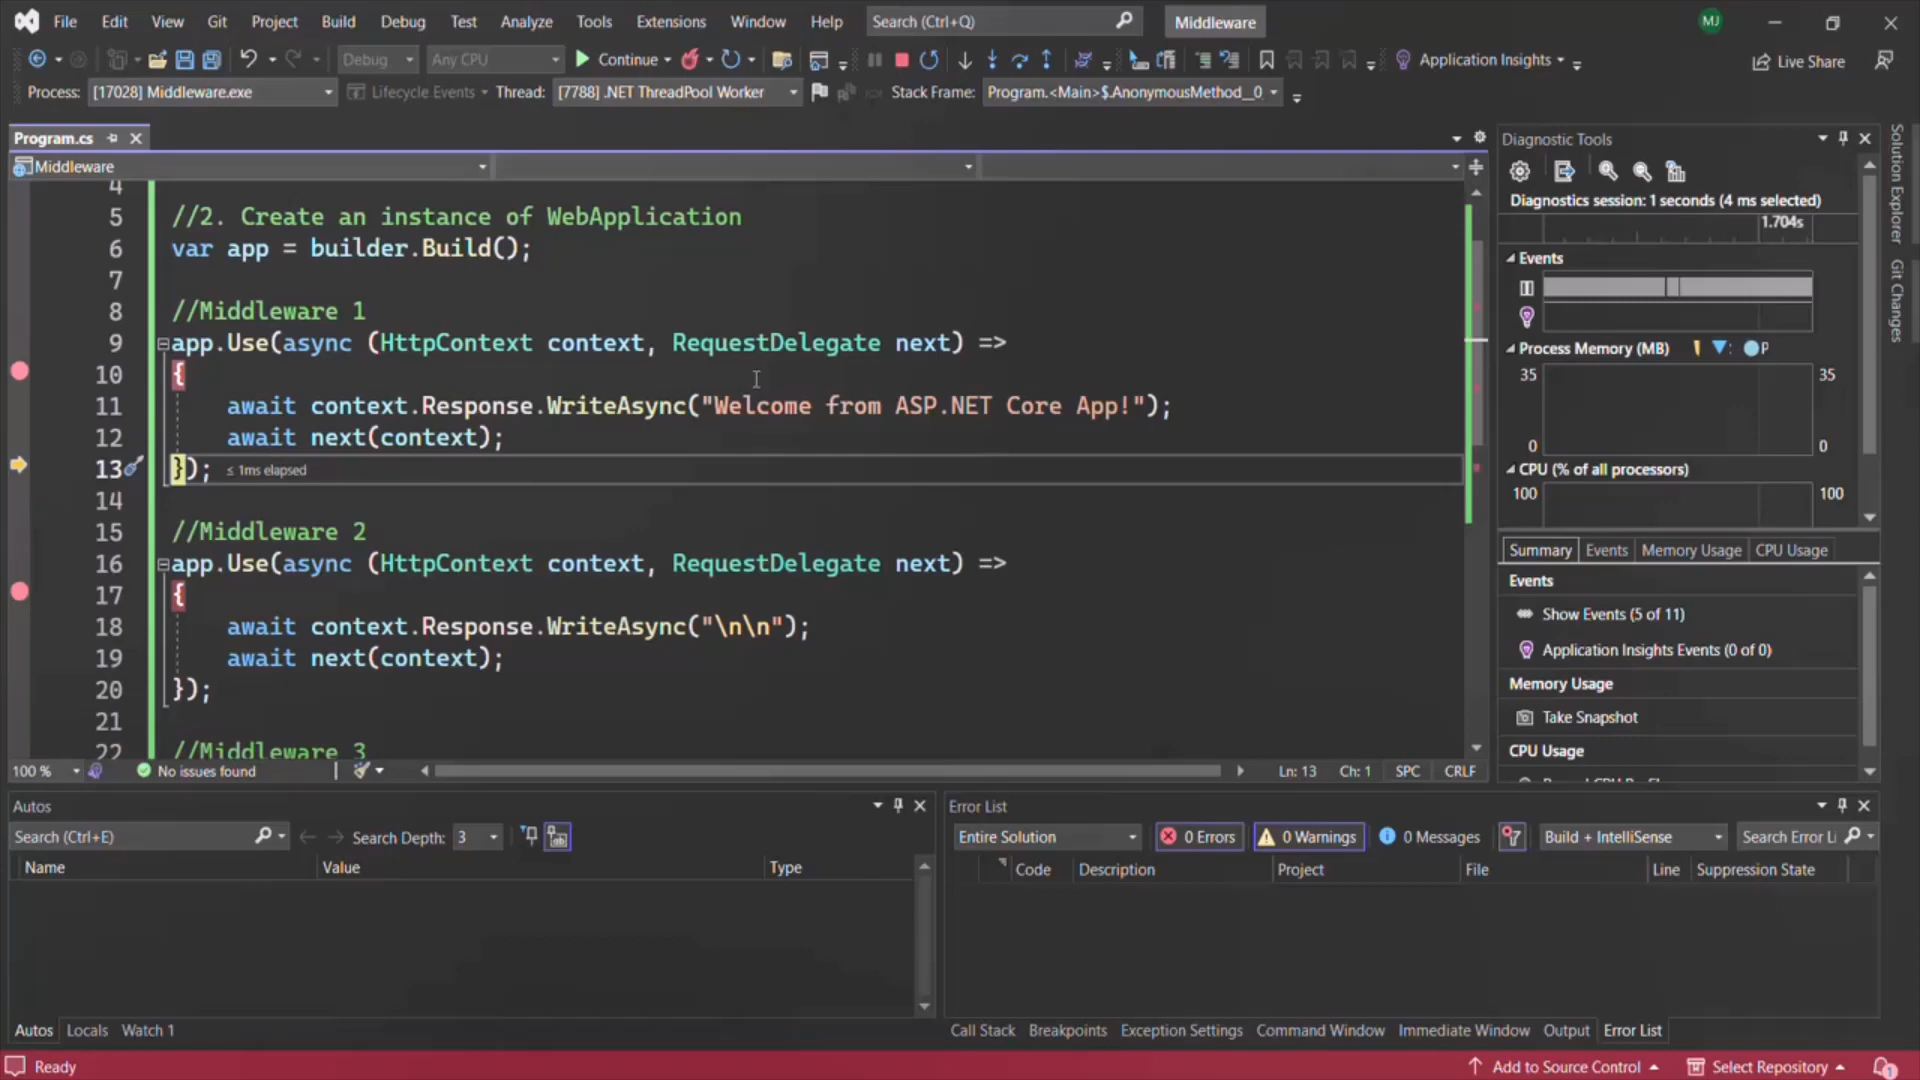 File Edit View Git Project Build Debug Test Analyze Tools Extensions Window Help Search (Ctrl+Q) Middleware MJ
Debug Any CPU Continue Application Insights Live Share
Process: [17028] Middleware.exe Lifecycle Events Thread: [7788] .NET ThreadPool Worker Stack Frame: Program.<Main>$.AnonymousMethod__0
Program.cs
Middleware
4
5 //2. Create an instance of WebApplication
6 var app = builder.Build();
7
8 //Middleware 1
9 app.Use(async (HttpContext context, RequestDelegate next) =>
10 {
11 await context.Response.WriteAsync("Welcome from ASP.NET Core App!");
12 await next(context);
13 }); ≤ 1ms elapsed
14
15 //Middleware 2
16 app.Use(async (HttpContext context, RequestDelegate next) =>
17 {
18 await context.Response.WriteAsync("\n\n");
19 await next(context);
20 });
21
22 //Middleware 3
100 % No issues found Ln: 13 Ch: 1 SPC CRLF
Diagnostic Tools
Diagnostics session: 1 seconds (4 ms selected)
1.704s
Events
Process Memory (MB) P
35 35
0 0
CPU (% of all processors)
100 100
Summary Events Memory Usage CPU Usage
Events
Show Events (5 of 11)
Application Insights Events (0 of 0)
Memory Usage
Take Snapshot
CPU Usage
Solution Explorer
Git Changes
Autos
Search (Ctrl+E) Search Depth: 3
Name Value Type
Autos Locals Watch 1
Error List
Entire Solution 0 Errors 0 Warnings 0 Messages Build + IntelliSense Search Error Li
Code Description Project File Line Suppression State
Call Stack Breakpoints Exception Settings Command Window Immediate Window Output Error List
Ready Add to Source Control Select Repository 1